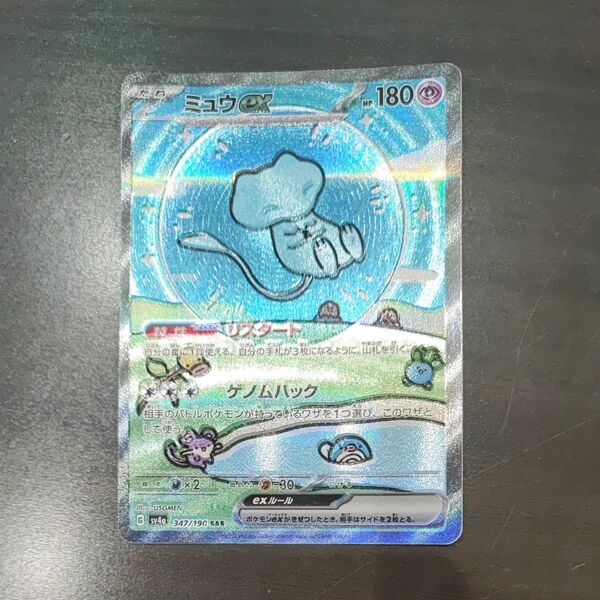 たね
ミュウex
HP 180
特性 リスタート
自分の番に1回使える。自分の手札が3枚になるように、山札を引く。
ゲノムハック
相手のバトルポケモンが持っているワザを1つ選び、このワザと
して使う。
×2
-30
exルール
ポケモンexがきぜつしたとき、相手はサイドを2枚とる。
USGMEN
G sv4a 347/190 SAR